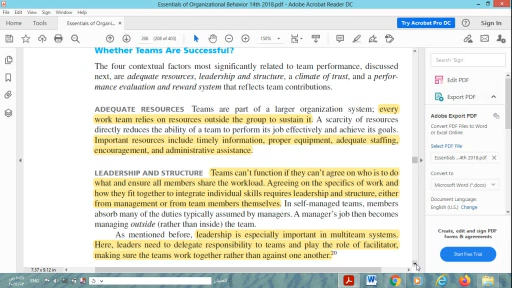 Essentials of Organizational Behavior 14th 2018.pdf - Adobe Acrobat Reader DC
File Edit View Sign Window Help
Home Tools Essentials of Organi...
Try Acrobat Pro DC
Sign In
150%
Whether Teams Are Successful?
The four contextual factors most significantly related to team performance, discussed
next, are adequate resources, leadership and structure, a climate of trust, and a perfor-
mance evaluation and reward system that reflects team contributions.
ADEQUATE RESOURCES Teams are part of a larger organization system; every
work team relies on resources outside the group to sustain it. A scarcity of resources
directly reduces the ability of a team to perform its job effectively and achieve its goals.
Important resources include timely information, proper equipment, adequate staffing,
encouragement, and administrative assistance.
LEADERSHIP AND STRUCTURE Teams can't function if they can't agree on who is to do
what and ensure all members share the workload. Agreeing on the specifics of work and
how they fit together to integrate individual skills requires leadership and structure, either
from management or from team members themselves. In self-managed teams, members
absorb many of the duties typically assumed by managers. A manager's job then becomes
managing outside (rather than inside) the team.
As mentioned before, leadership is especially important in multiteam systems.
Here, leaders need to delegate responsibility to teams and play the role of facilitator,
making sure the teams work together rather than against one another.20
7.37 x 9.12 in
Search 'Sign'
Edit PDF
Export PDF
Adobe Export PDF
Convert PDF Files to Word
or Excel Online
Select PDF File
Essentials ...4th 2018.pdf
Convert to
Microsoft Word (*.docx)
Document Language:
English (U.S.) Change
Create, edit and sign PDF
forms & agreements
Start Free Trial